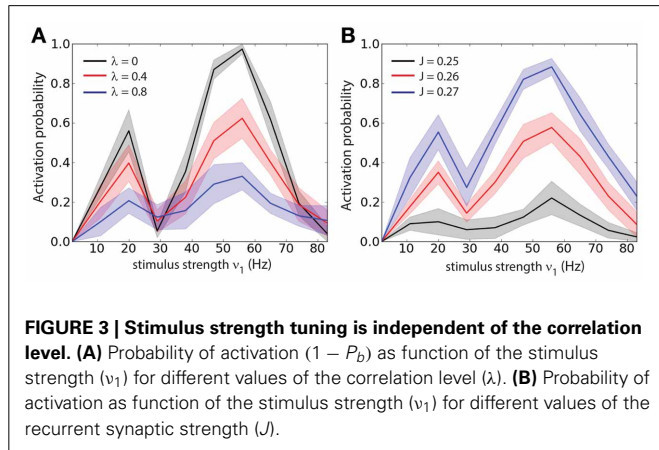 A
B
1.0
0.8
0.6
0.4
0.2
0.0
Activation probability
λ = 0
λ = 0.4
λ = 0.8
10 20 30 40 50 60 70 80
stimulus strength ν1 (Hz)
1.0
0.8
0.6
0.4
0.2
0.0
Activation probability
J = 0.25
J = 0.26
J = 0.27
10 20 30 40 50 60 70 80
stimulus strength ν1 (Hz)
FIGURE 3 | Stimulus strength tuning is independent of the correlation
level. (A) Probability of activation (1 − Pb) as function of the stimulus
strength (ν1) for different values of the correlation level (λ). (B) Probability of
activation as function of the stimulus strength (ν1) for different values of the
recurrent synaptic strength (J).